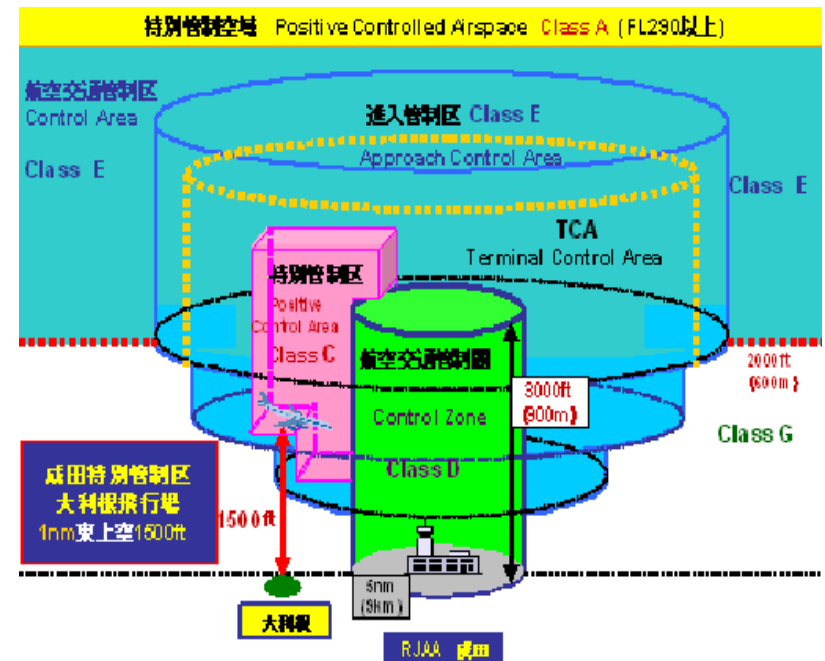 特別管制空域 Positive Controlled Airspace Class A (FL290以上)
航空交通管制区
Control Area
Class E
進入管制区 Class E
Approach Control Area
Class E
TCA
Terminal Control Area
特別管制区
Positive
Control Area
Class C
航空交通管制圏
Control Zone
Class D
3000ft
(900m)
2000ft
(600m)
Class G
成田特別管制区
大利根飛行場
1nm東上空1500ft
1500ft
5nm
(9Km)
大利根
RJAA 成田